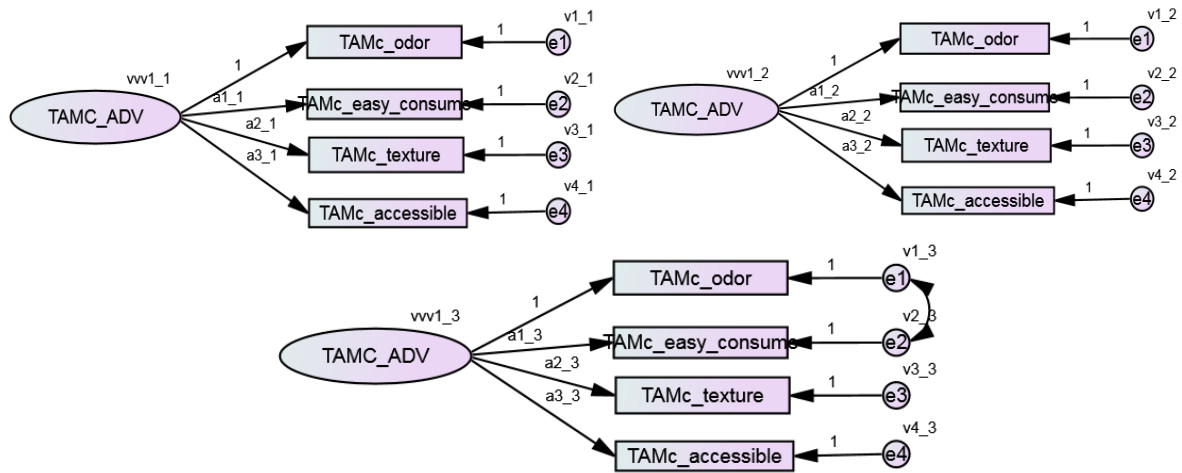 v1_1
1
TAMc_odor
e1
vvv1_1
1
v2_1
TAMC_ADV
a1_1
TAMc_easy_consums
1
e2
a2_1
v3_1
TAMc_texture
1
e3
a3_1
v4_1
TAMc_accessible
1
e4
v1_2
1
TAMc_odor
e1
vvv1_2
1
v2_2
TAMC_ADV
a1_2
TAMc_easy_consums
1
e2
a2_2
v3_2
TAMc_texture
1
e3
a3_2
v4_2
TAMc_accessible
1
e4
v1_3
TAMc_odor
1
e1
vvv1_3
1
v2_3
TAMC_ADV
a1_3
TAMc_easy_consums
1
e2
a2_3
v3_3
TAMc_texture
1
e3
a3_3
v4_3
TAMc_accessible
1
e4